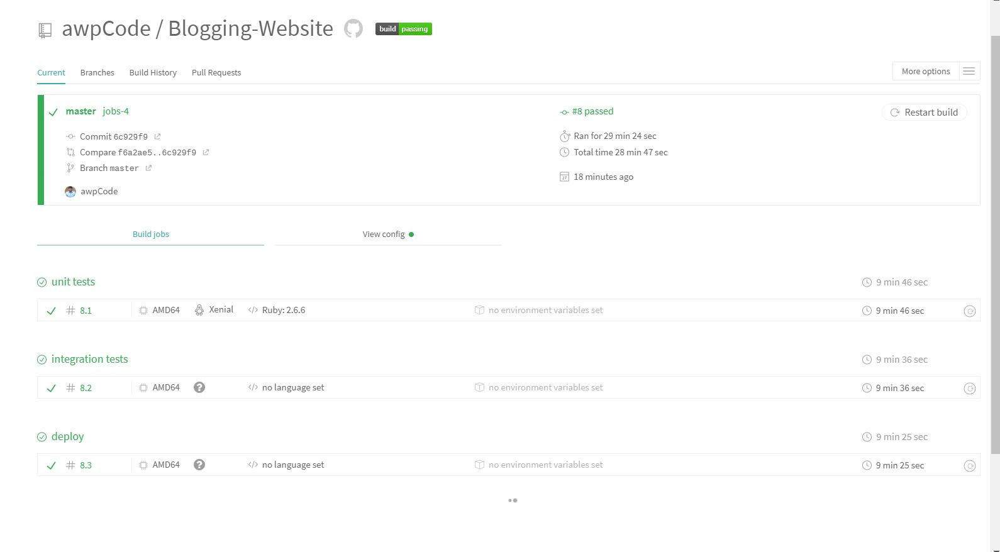 awpCode / Blogging-Website build passing
Current Branches Build History Pull Requests More options
master jobs-4
Commit 6c929f9
Compare f6a2ae5..6c929f9
Branch master
awpCode
#8 passed
Ran for 29 min 24 sec
Total time 28 min 47 sec
18 minutes ago
Restart build
Build jobs View config
unit tests 9 min 46 sec
# 8.1 AMD64 Xenial </> Ruby: 2.6.6 no environment variables set 9 min 46 sec
integration tests 9 min 36 sec
# 8.2 AMD64 ? </> no language set no environment variables set 9 min 36 sec
deploy 9 min 25 sec
# 8.3 AMD64 ? </> no language set no environment variables set 9 min 25 sec